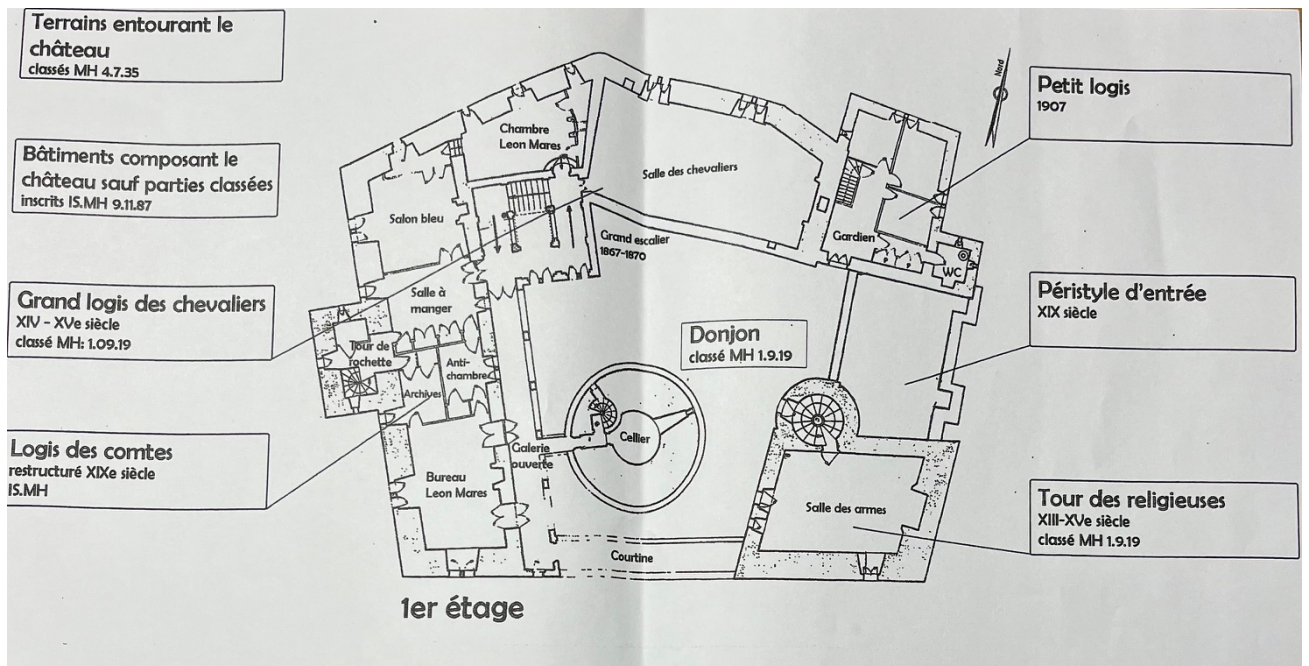 Terrains entourant le
château
classés MH 4.7.35
Bâtiments composant le
château sauf parties classées
inscrits IS.MH 9.11.87
Grand logis des chevaliers
XIV - XVe siècle
classé MH: 1.09.19
Logis des comtes
restructuré XIXe siècle
IS.MH
Chambre
Leon Mares
Salon bleu
Salle des chevaliers
Grand escalier
1867-1870
Salle à
manger
Tour de
rochette
Anti-
chambre
Archives
Galerie
ouverte
Bureau
Leon Mares
Cellier
Donjon
classé MH 1.9.19
Gardien
WC
Salle des armes
Courtine
1er étage
Nord
Petit logis
1907
Péristyle d'entrée
XIX siècle
Tour des religieuses
XIII-XVe siècle
classé MH 1.9.19